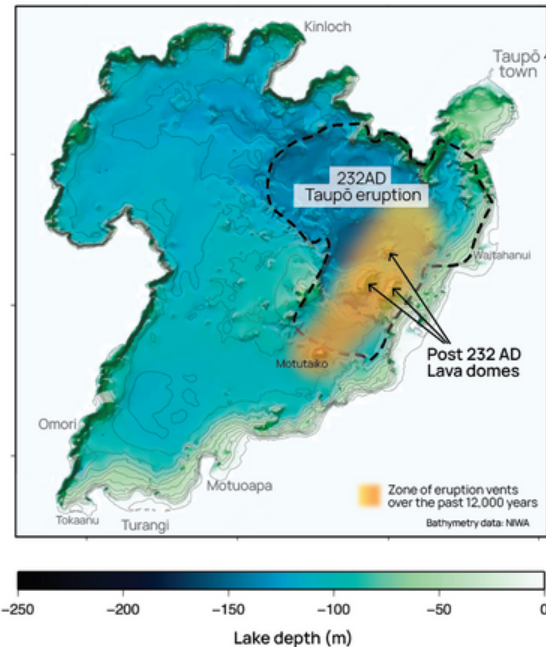 Kinloch
Taupō
town
232AD
Taupō eruption
Waitahanui
Post 232 AD
Lava domes
Motutaiko
Omori
Motuoapa
Tokaanu
Turangi
Zone of eruption vents
over the past 12,000 years
Bathymetry data: NIWA
−250 −200 −150 −100 −50 0
Lake depth (m)